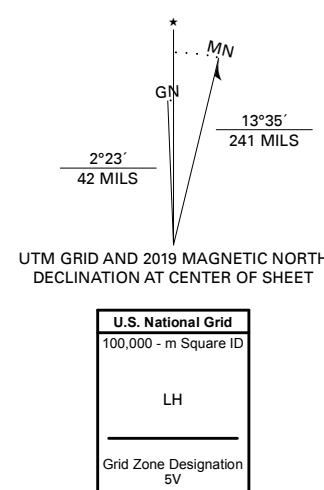 ★
MN
GN
13°35´
241 MILS
2°23´
42 MILS
UTM GRID AND 2019 MAGNETIC NORTH
DECLINATION AT CENTER OF SHEET
U.S. National Grid
100,000 - m Square ID
LH
Grid Zone Designation
5V